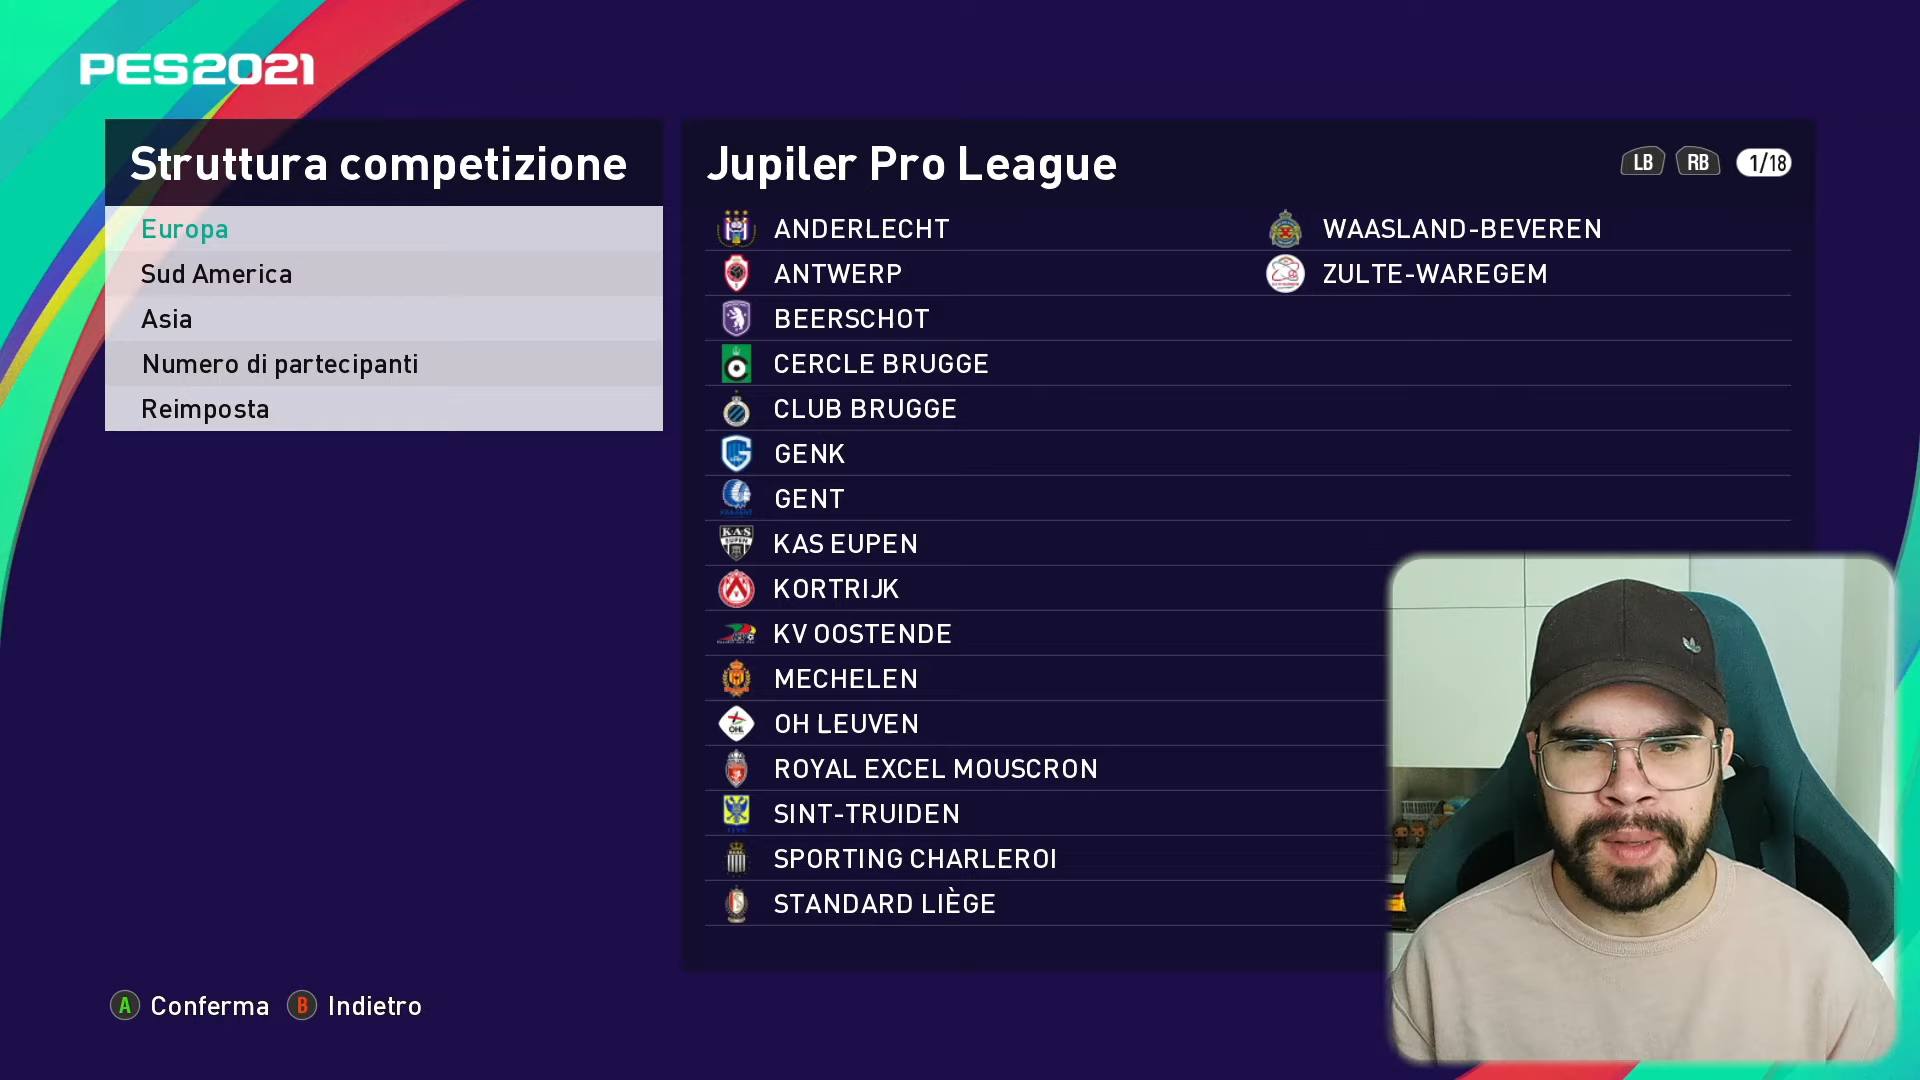 PES2021
Struttura competizione
Europa
Sud America
Asia
Numero di partecipanti
Reimposta
Jupiler Pro League
LB RB 1/18
ANDERLECHT
ANTWERP
BEERSCHOT
CERCLE BRUGGE
CLUB BRUGGE
GENK
GENT
KAS EUPEN
KORTRIJK
KV OOSTENDE
MECHELEN
OH LEUVEN
ROYAL EXCEL MOUSCRON
SINT-TRUIDEN
SPORTING CHARLEROI
STANDARD LIÈGE
WAASLAND-BEVEREN
ZULTE-WAREGEM
A Conferma B Indietro